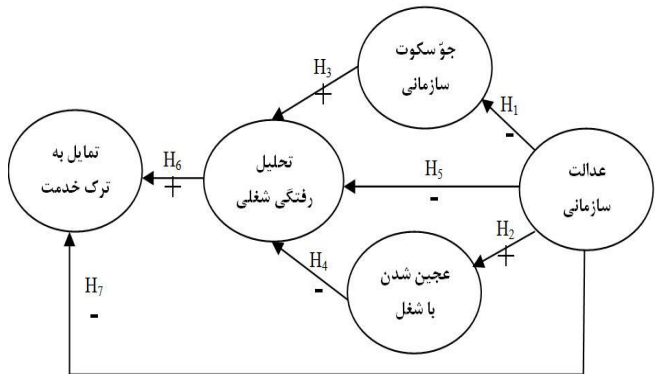 جوّ سکوت
سازمانی
H3
+
H1
-
تمایل به
ترک خدمت
H6
+
تحلیل
رفتگی شغلی
H5
-
عدالت
سازمانی
H2
+
H4
-
عجین شدن
با شغل
H7
-